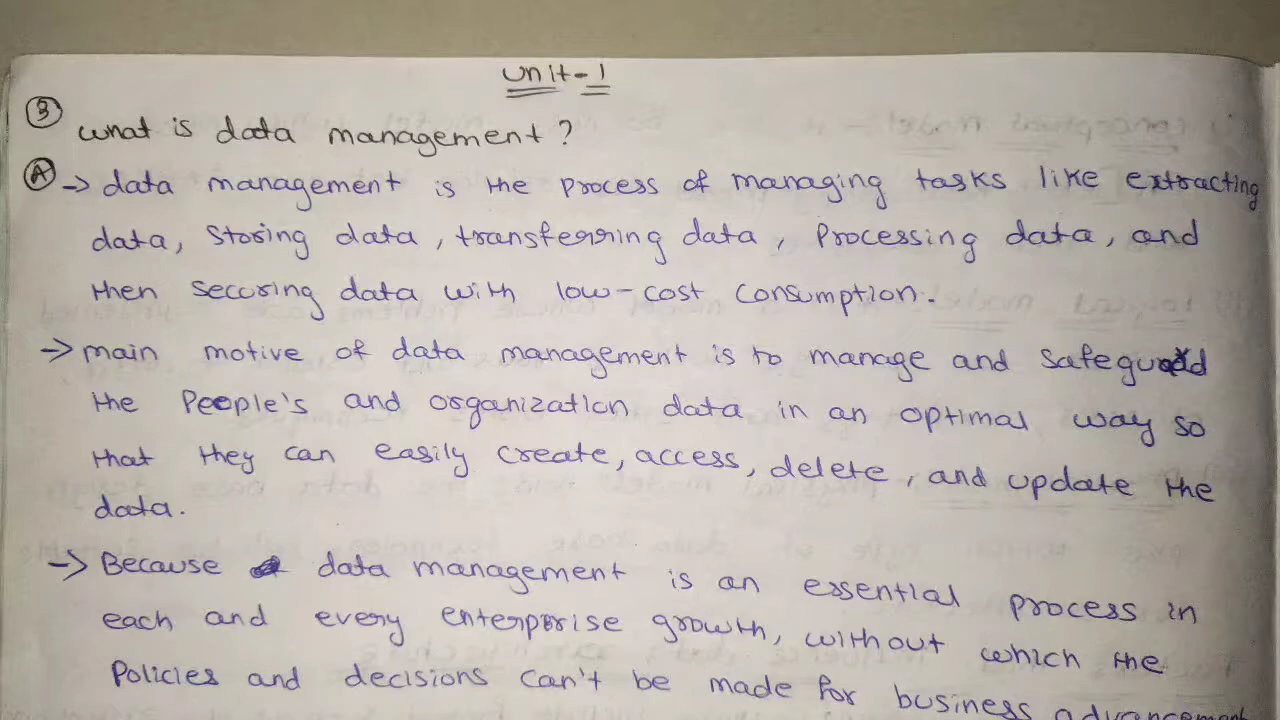 Unit-1
3
what is data management?
A → data management is the process of managing tasks like extracting
data, storing data, transferring data, processing data, and
then securing data with low-cost consumption.
→ main motive of data management is to manage and safeguard
the People's and organization data in an optimal way so
that they can easily create, access, delete, and update the
data.
→ Because data management is an essential process in
each and every enterprise growth, without which the
Policies and decisions can't be made for business advancement